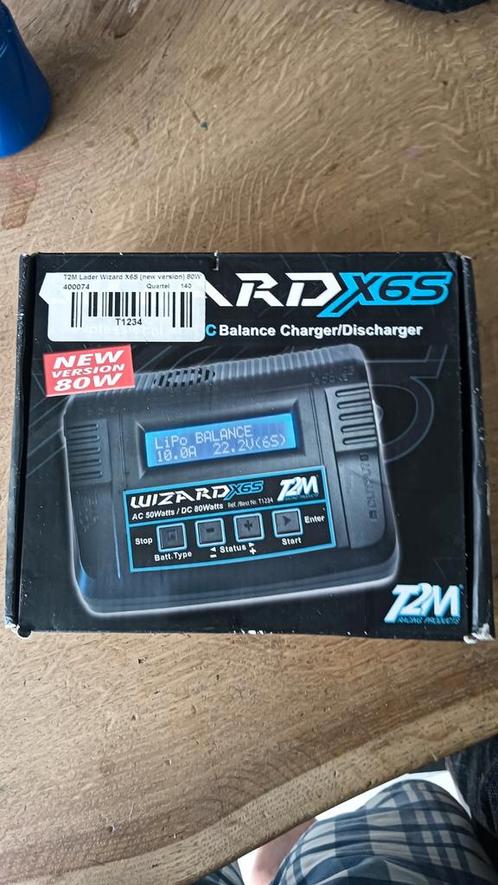 T2M Lader Wizard X6S (new version) 80W
400074 Quartel 140
T1234
ARD X6S
C Balance Charger/Discharger
NEW
VERSION
80W
LiPo BALANCE
10.0A 22.2V(6S)
WIZARD X6S T2M
AC 50Watts / DC 80Watts Ref./Best Nr. T1234
Stop Enter
Batt.Type Status Start
T2M
RACING PRODUCTS